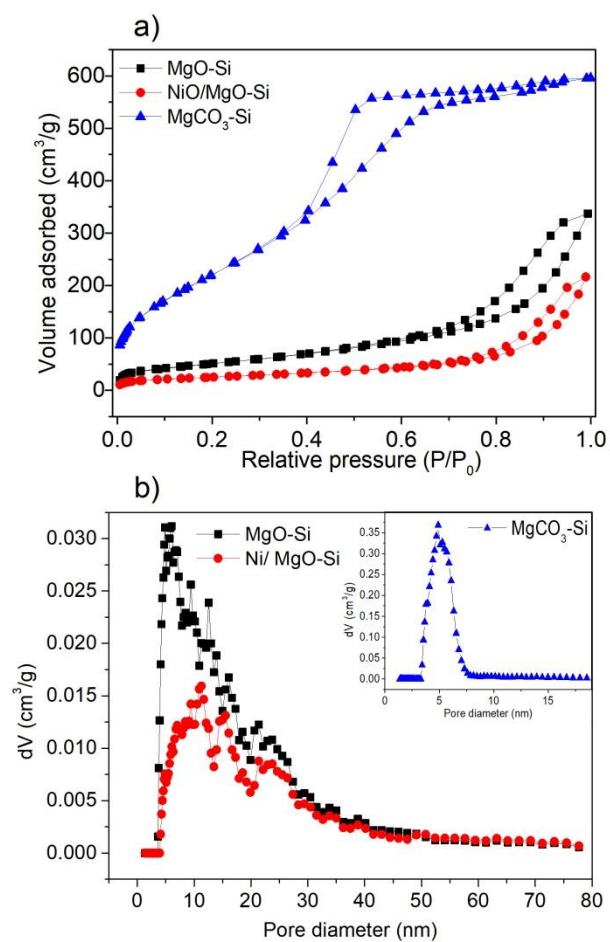 a)
MgO-Si
NiO/MgO-Si
MgCO₃-Si
Volume adsorbed (cm³/g)
600
500
400
300
200
100
0
0.0 0.2 0.4 0.6 0.8 1.0
Relative pressure (P/P₀)
b)
MgO-Si
Ni/ MgO-Si
dV (cm³/g)
0.030
0.025
0.020
0.015
0.010
0.005
0.000
0 10 20 30 40 50 60 70 80
Pore diameter (nm)
MgCO₃-Si
dV (cm³/g)
0.35
0.30
0.25
0.20
0.15
0.10
0.05
0.00
0 5 10 15
Pore diameter (nm)